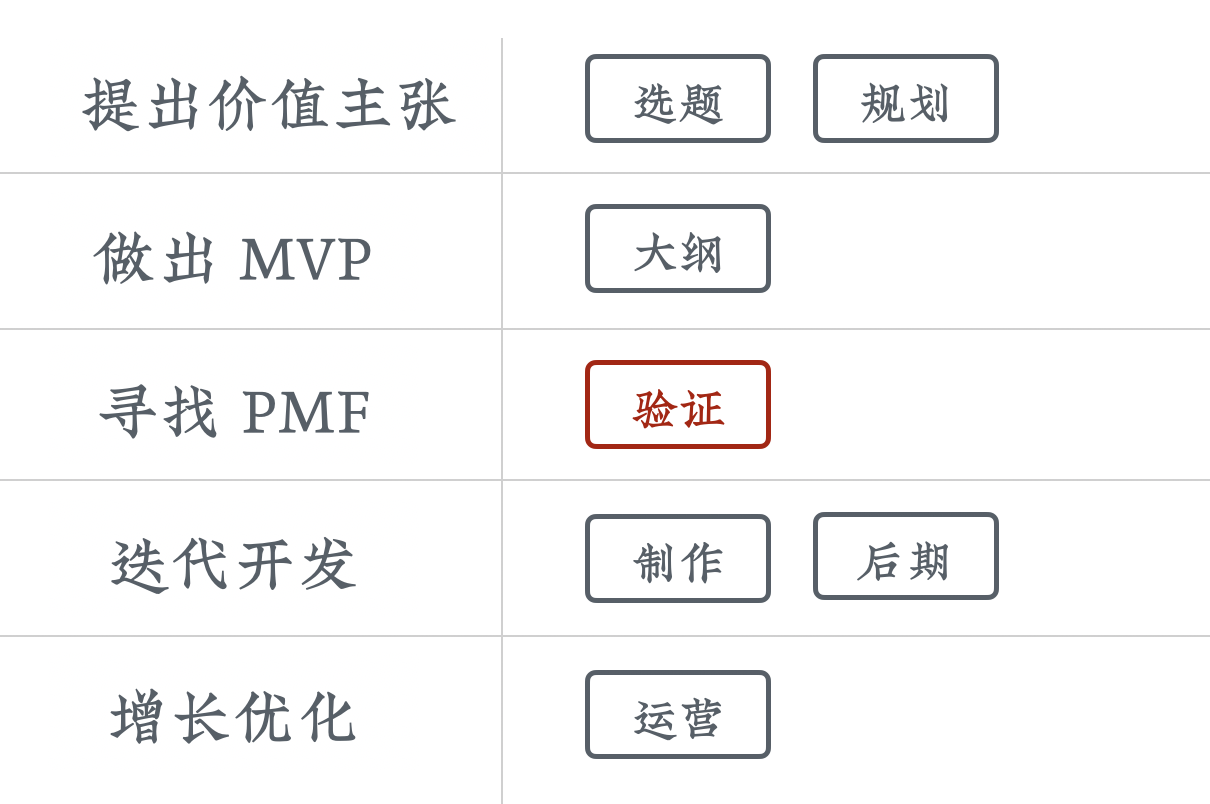 提出价值主张 选题 规划
做出 MVP 大纲
寻找 PMF 验证
迭代开发 制作 后期
增长优化 运营